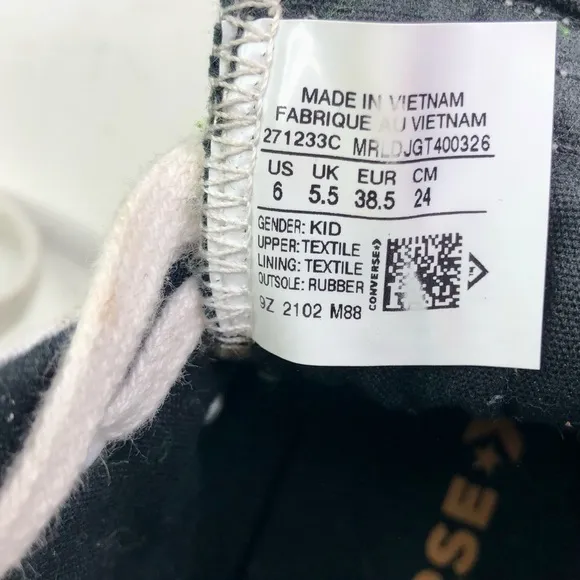 MADE IN VIETNAM
FABRIQUE AU VIETNAM
271233C MRLDJGT400326
US UK EUR CM
6 5.5 38.5 24
GENDER: KID
UPPER: TEXTILE
LINING: TEXTILE
OUTSOLE: RUBBER
9Z 2102 M88
CONVERSE